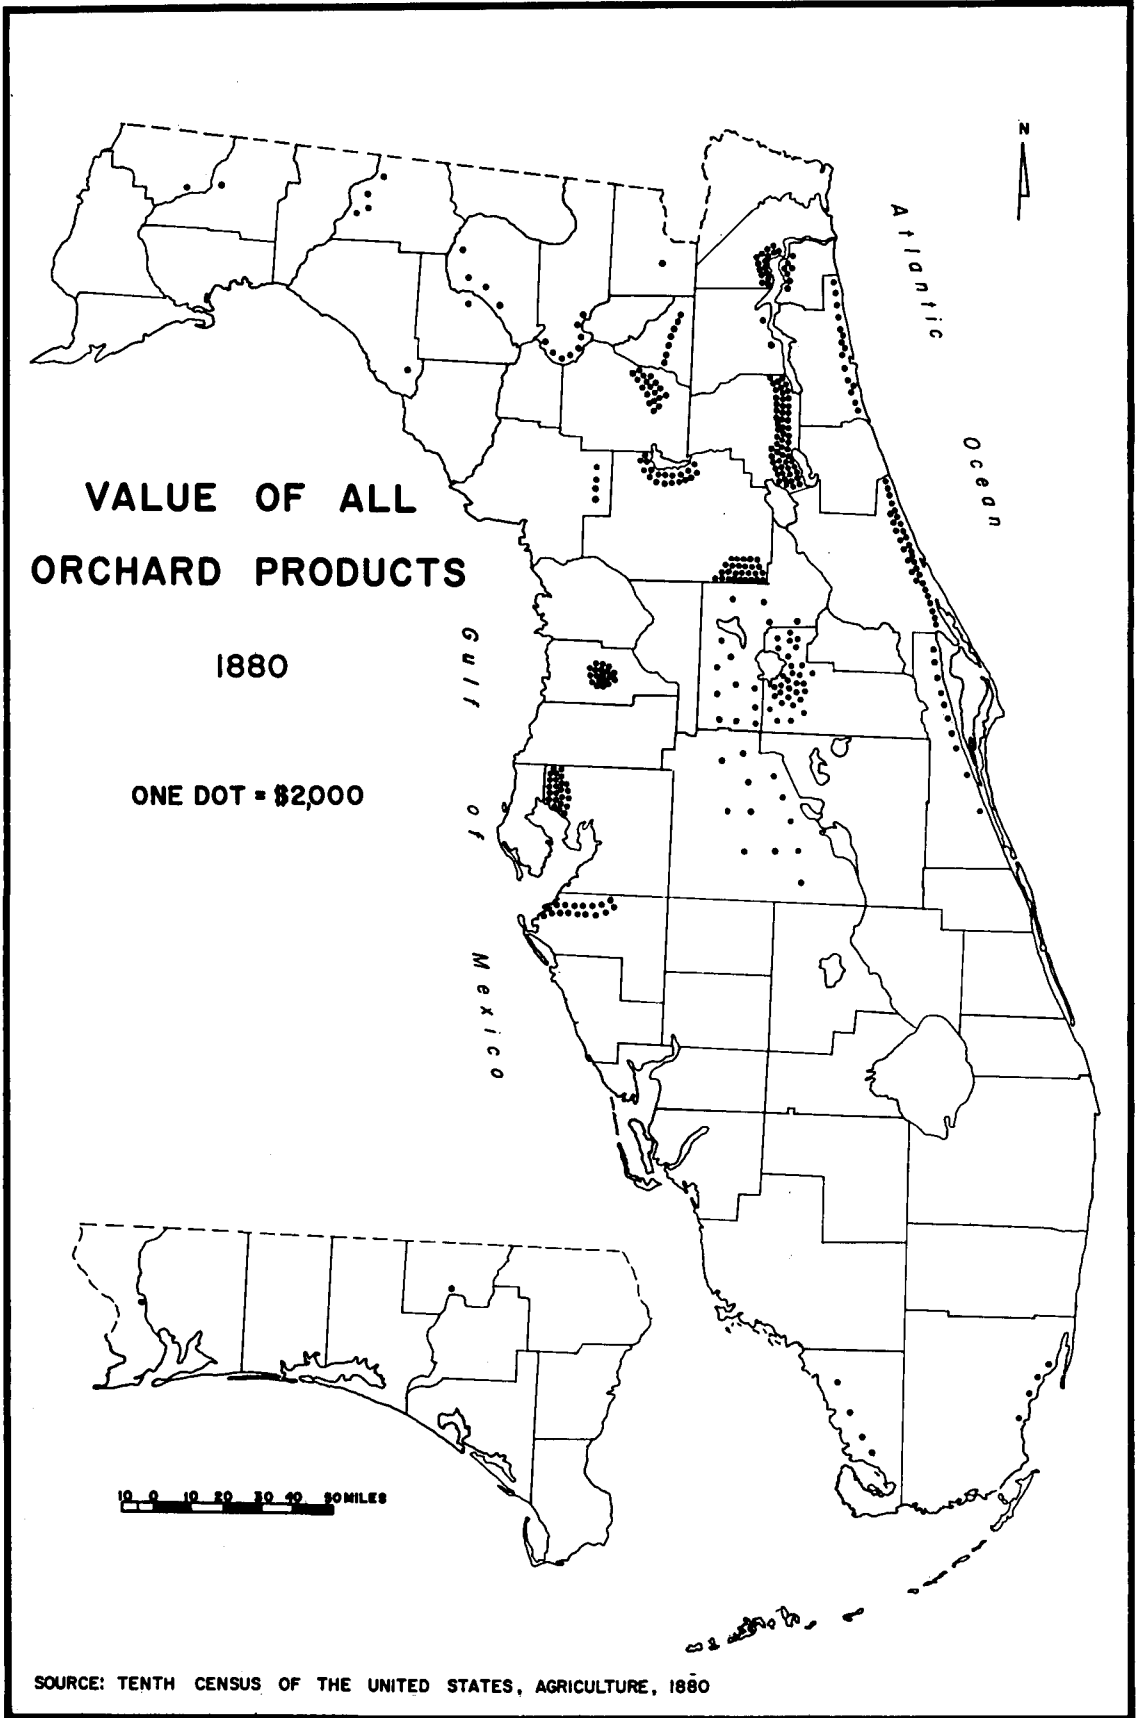 N
Atlantic
Ocean
VALUE OF ALL
ORCHARD PRODUCTS
1880
ONE DOT = $2,000
Gulf
of
Mexico
10 0 10 20 30 40 50 MILES
SOURCE: TENTH CENSUS OF THE UNITED STATES, AGRICULTURE, 1880